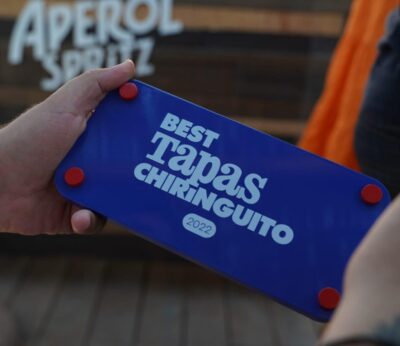 APEROL
SPRITZ
BEST
Tapas
CHIRINGUITO
2022